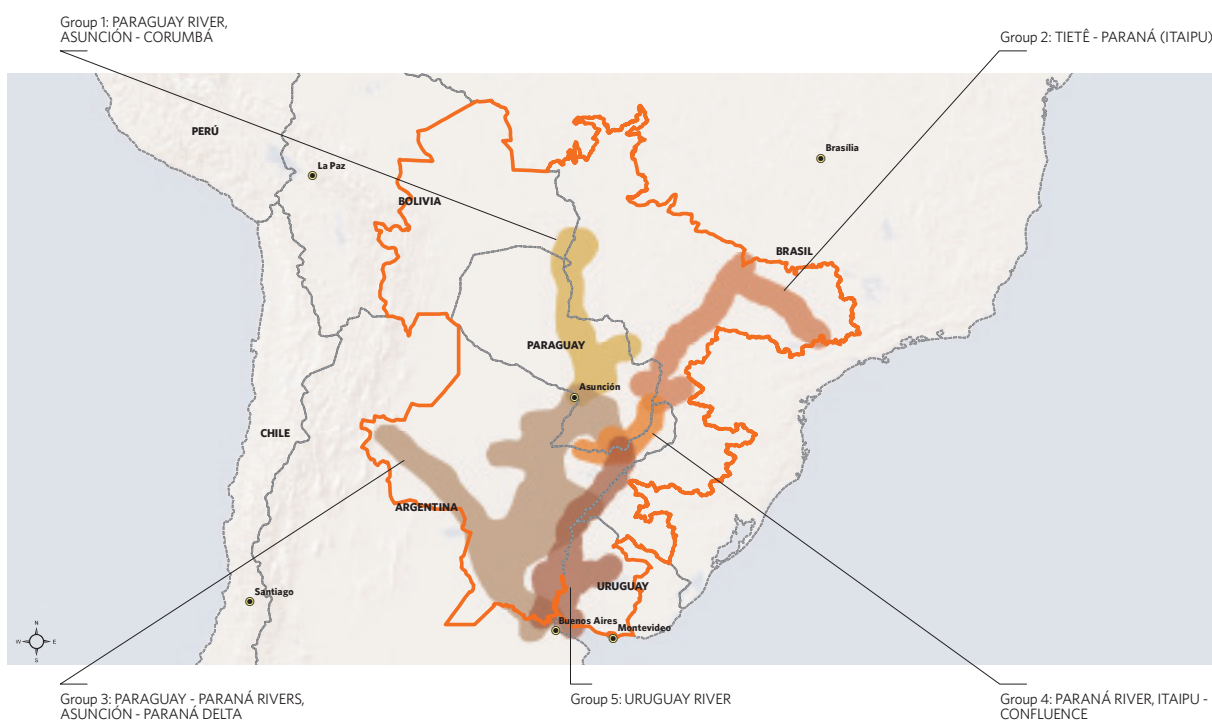 Group 1: PARAGUAY RIVER,
ASUNCIÓN - CORUMBÁ
Group 2: TIETÊ - PARANÁ (ITAIPU)
PERÚ
La Paz
Brasília
BOLIVIA
BRASIL
PARAGUAY
Asunción
CHILE
ARGENTINA
Santiago
URUGUAY
Buenos Aires
Montevideo
N
W
E
S
Group 3: PARAGUAY - PARANÁ RIVERS,
ASUNCIÓN - PARANÁ DELTA
Group 5: URUGUAY RIVER
Group 4: PARANÁ RIVER, ITAIPU -
CONFLUENCE